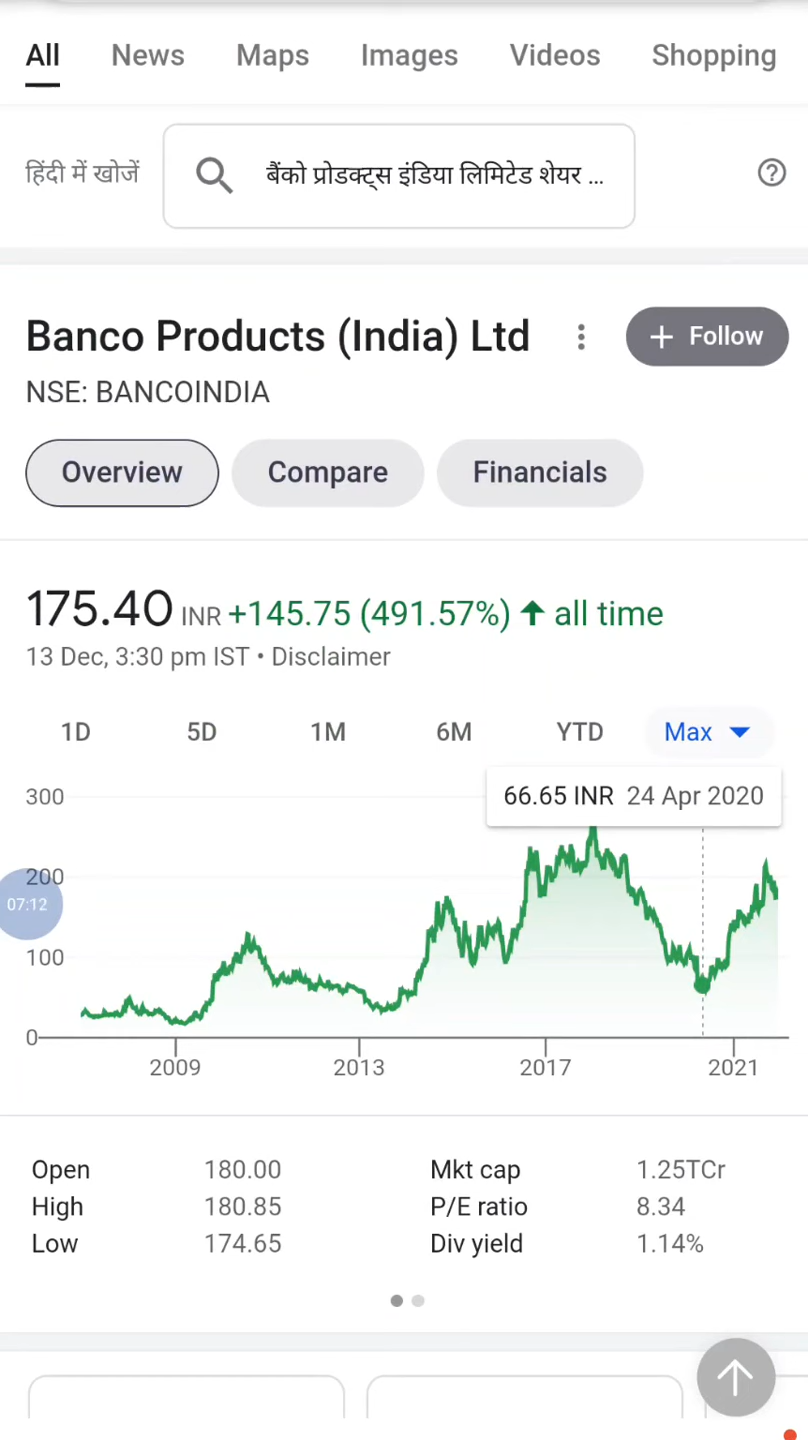 All News Maps Images Videos Shopping
हिंदी में खोजें बैंको प्रोडक्ट्स इंडिया लिमिटेड शेयर ...
Banco Products (India) Ltd + Follow
NSE: BANCOINDIA
Overview Compare Financials
175.40 INR +145.75 (491.57%) ↑ all time
13 Dec, 3:30 pm IST • Disclaimer
1D 5D 1M 6M YTD Max
300 66.65 INR 24 Apr 2020
200
07:12
100
0
2009 2013 2017 2021
Open 180.00 Mkt cap 1.25TCr
High 180.85 P/E ratio 8.34
Low 174.65 Div yield 1.14%